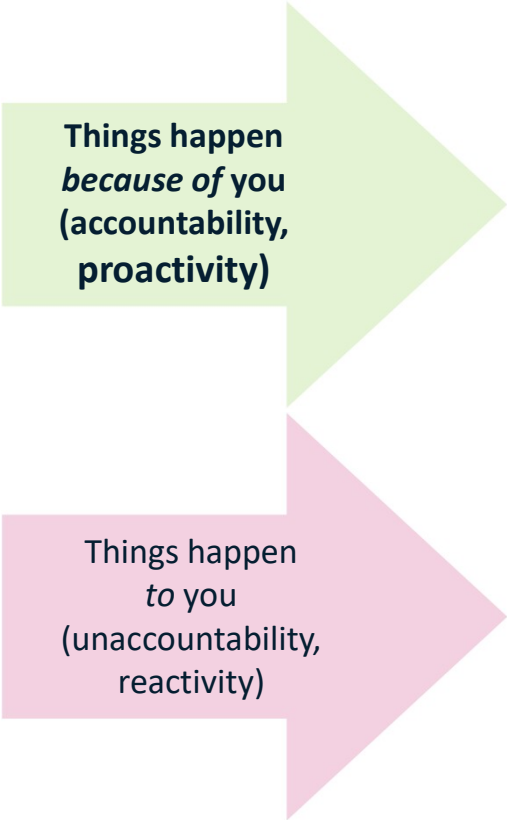 Things happen
because of you
(accountability,
proactivity)
Things happen
to you
(unaccountability,
reactivity)